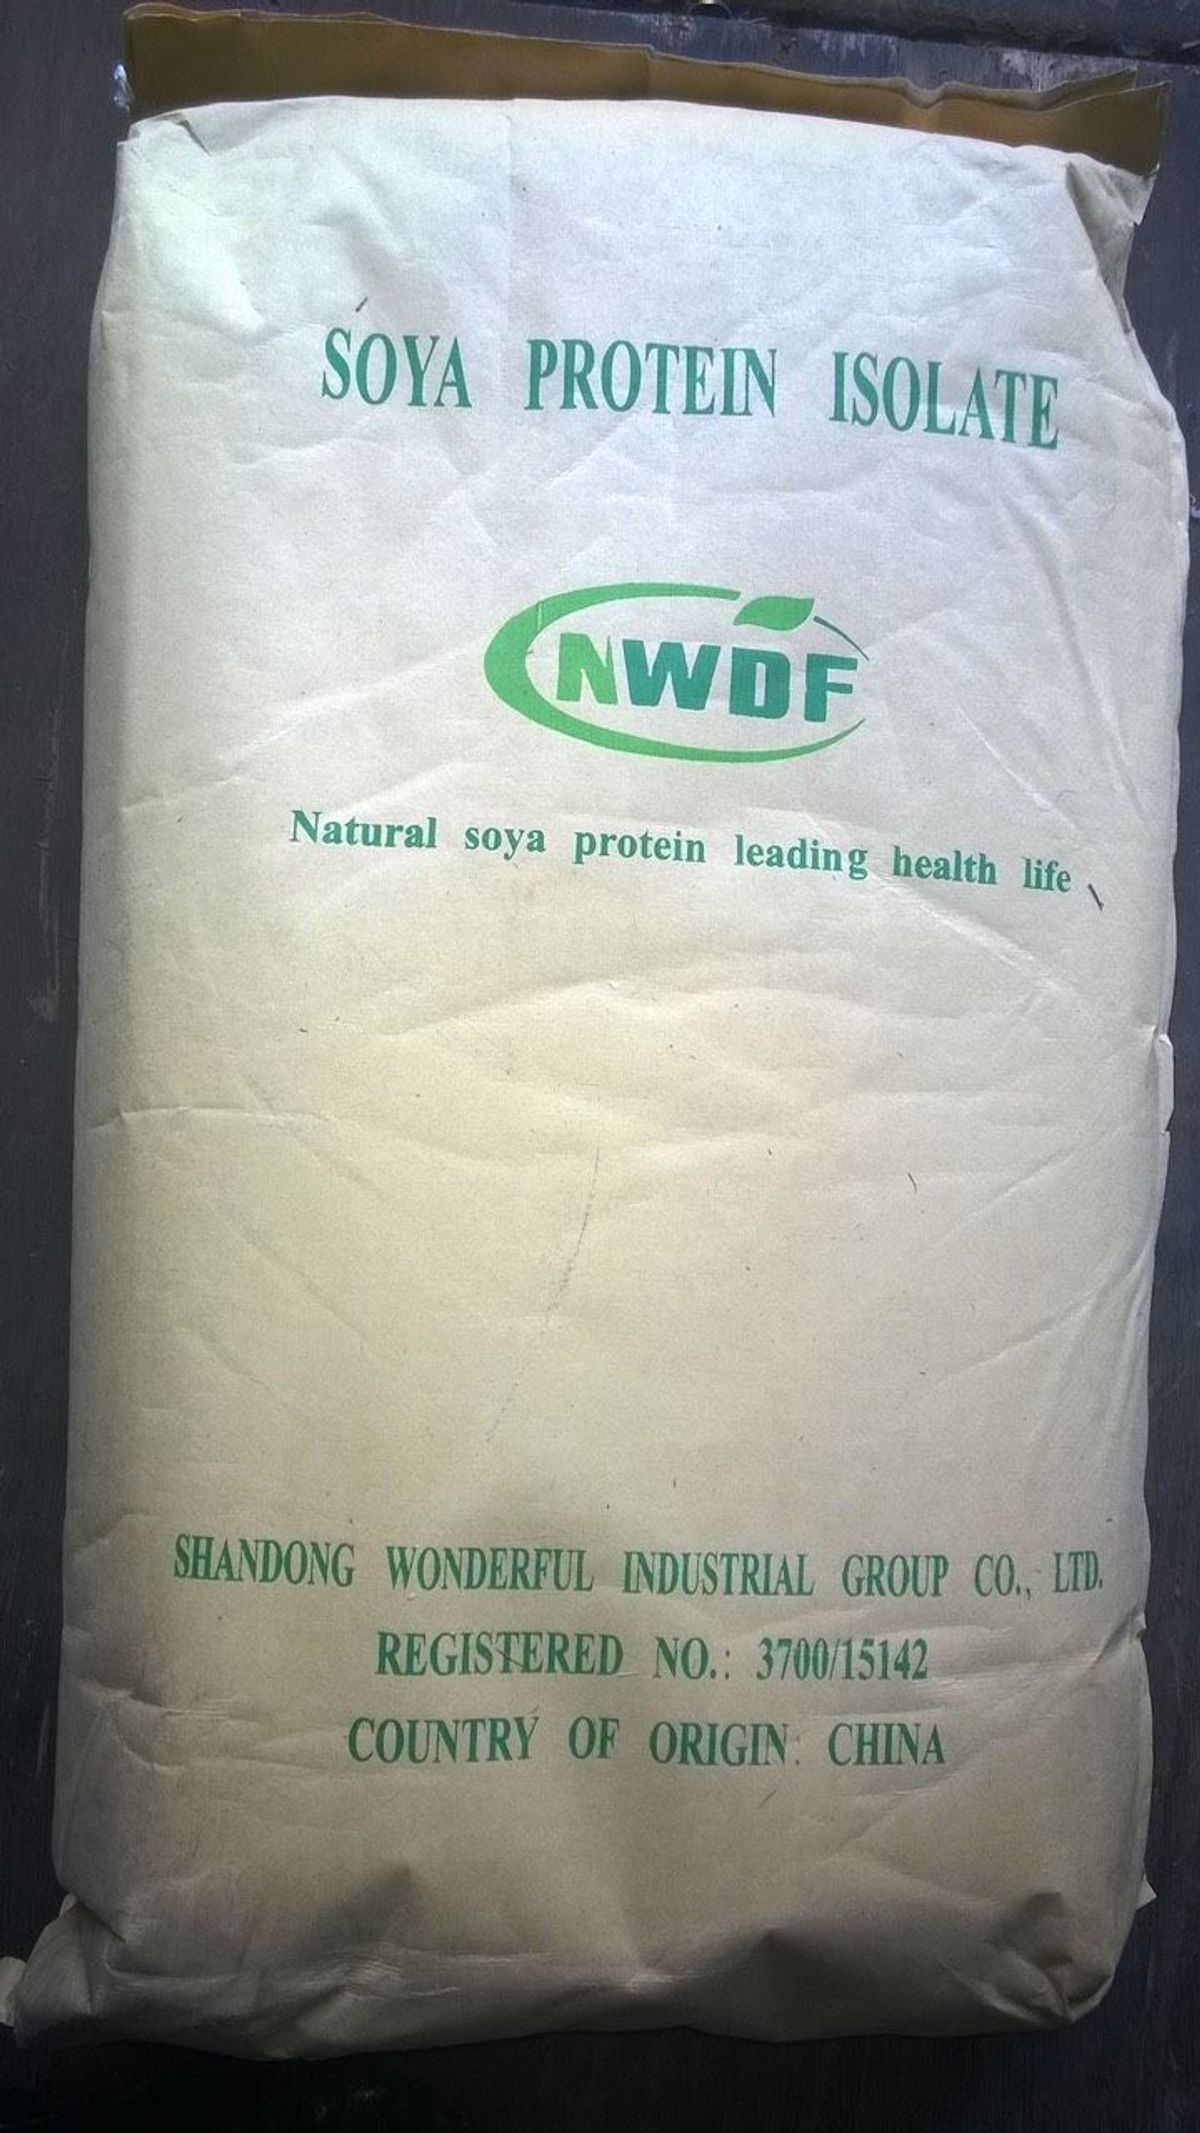 SOYA PROTEIN ISOLATE
NWDF
Natural soya protein leading health life
SHANDONG WONDERFUL INDUSTRIAL GROUP CO., LTD.
REGISTERED NO.: 3700/15142
COUNTRY OF ORIGIN: CHINA